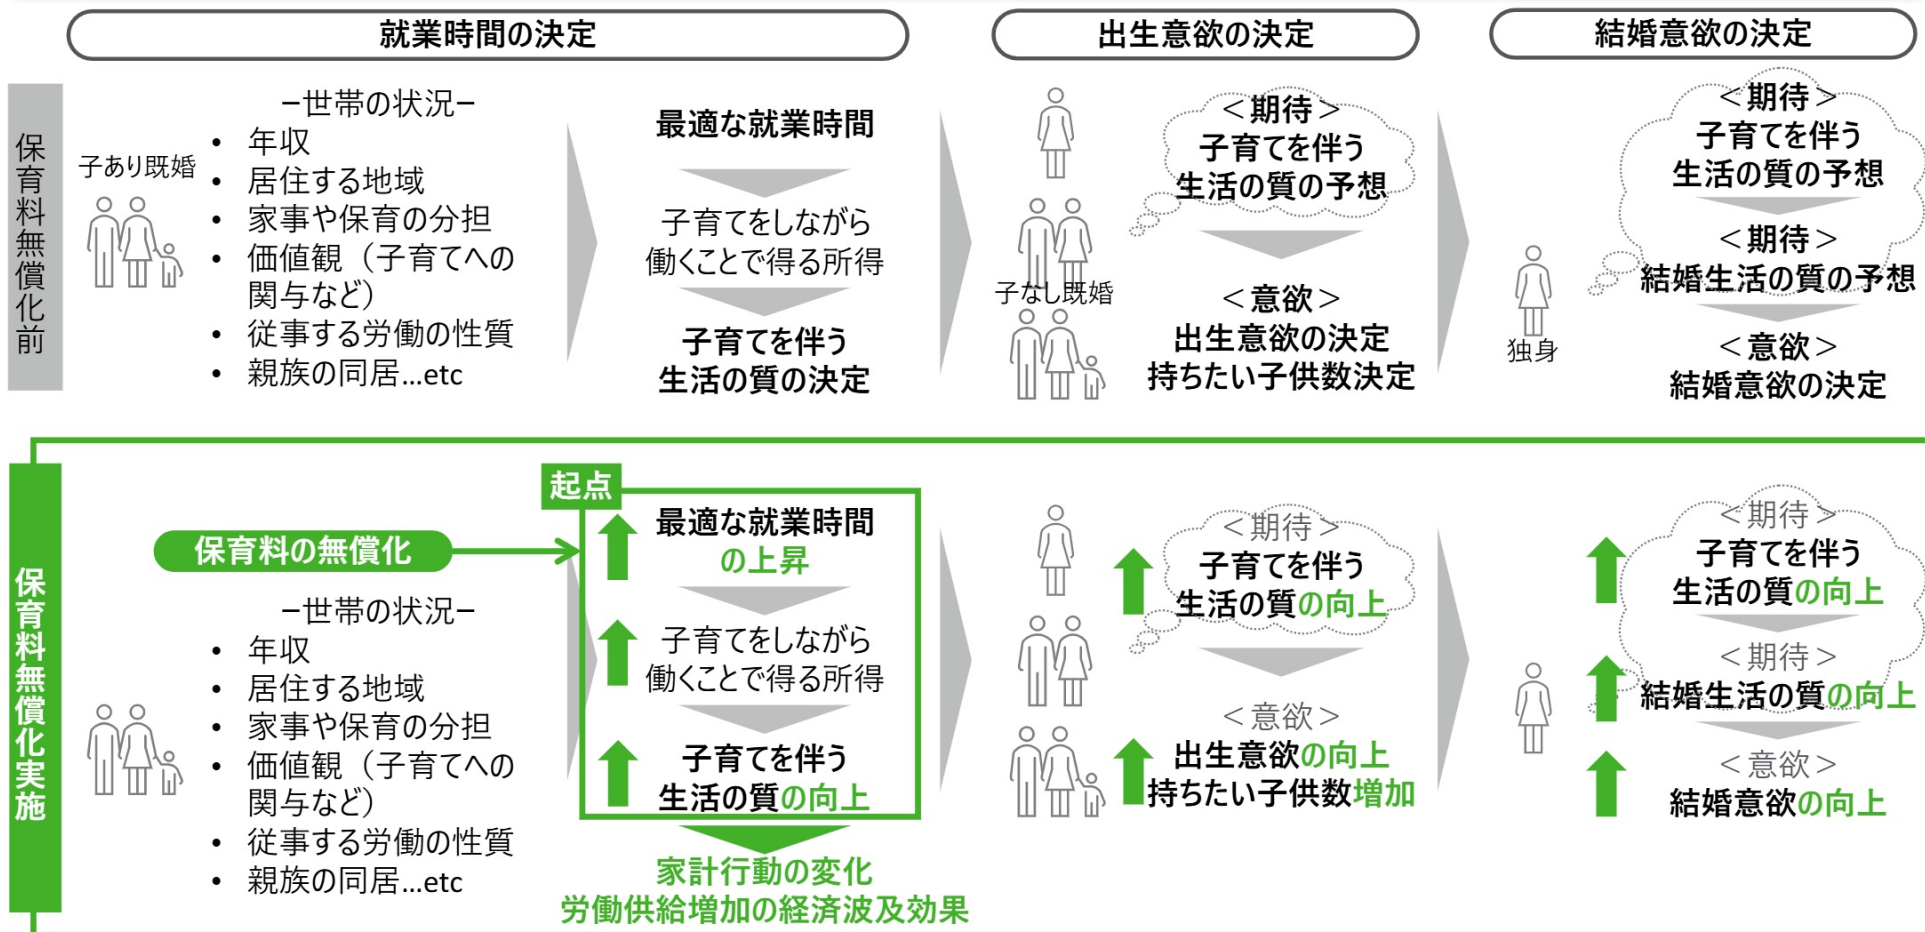 就業時間の決定
出生意欲の決定
結婚意欲の決定
保育料無償化前
子あり既婚
–世帯の状況–
• 年収
• 居住する地域
• 家事や保育の分担
• 価値観（子育てへの
関与など）
• 従事する労働の性質
• 親族の同居...etc
最適な就業時間
子育てをしながら
働くことで得る所得
子育てを伴う
生活の質の決定
子なし既婚
＜期待＞
子育てを伴う
生活の質の予想
＜意欲＞
出生意欲の決定
持ちたい子供数決定
独身
＜期待＞
子育てを伴う
生活の質の予想
＜期待＞
結婚生活の質の予想
＜意欲＞
結婚意欲の決定
保育料無償化実施
保育料の無償化
–世帯の状況–
• 年収
• 居住する地域
• 家事や保育の分担
• 価値観（子育てへの
関与など）
• 従事する労働の性質
• 親族の同居...etc
起点
最適な就業時間
の上昇
子育てをしながら
働くことで得る所得
子育てを伴う
生活の質の向上
家計行動の変化
労働供給増加の経済波及効果
＜期待＞
子育てを伴う
生活の質の向上
＜意欲＞
出生意欲の向上
持ちたい子供数増加
＜期待＞
子育てを伴う
生活の質の向上
＜期待＞
結婚生活の質の向上
＜意欲＞
結婚意欲の向上